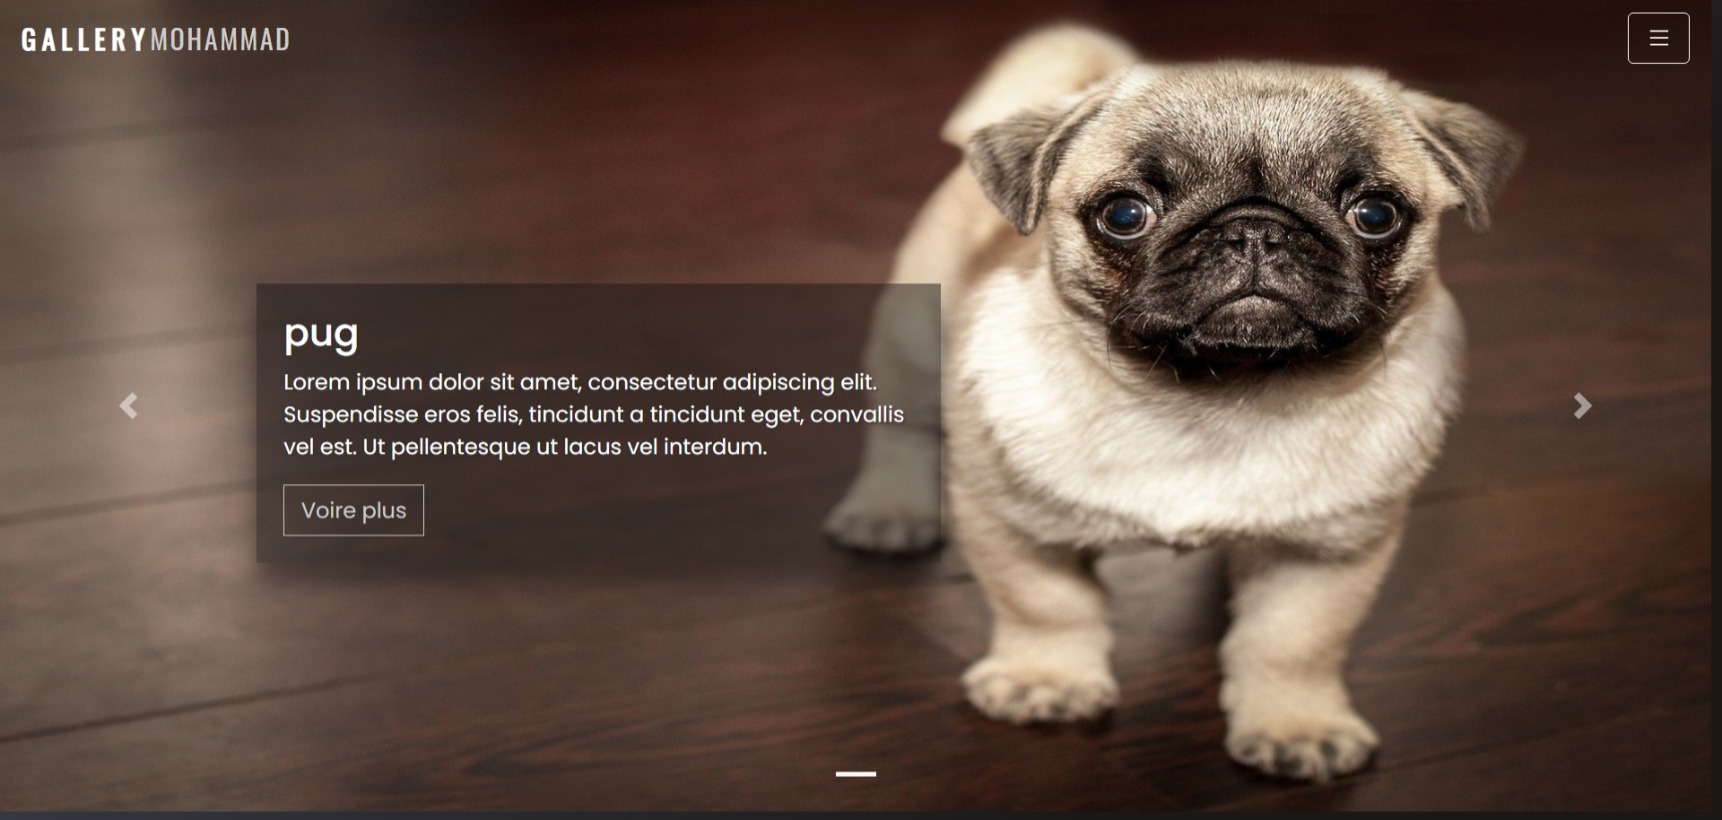 GALLERYMOHAMMAD
pug
Lorem ipsum dolor sit amet, consectetur adipiscing elit.
Suspendisse eros felis, tincidunt a tincidunt eget, convallis
vel est. Ut pellentesque ut lacus vel interdum.
Voire plus